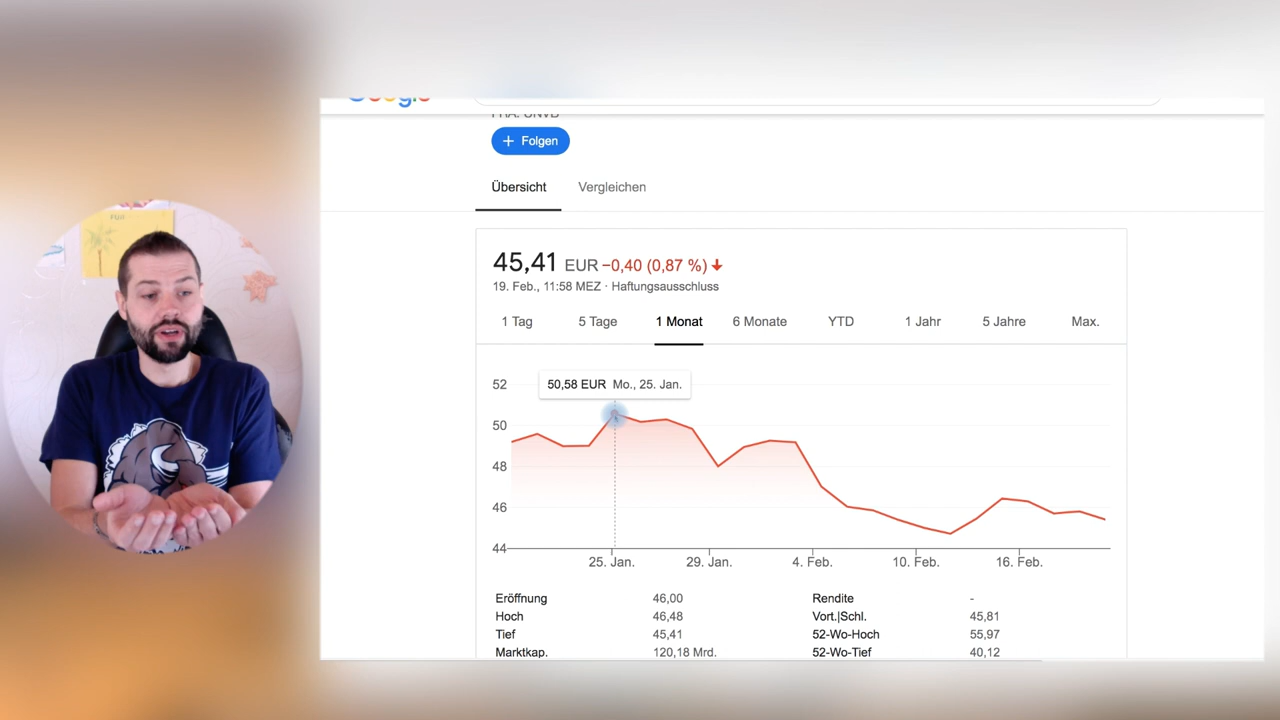 Google
FRA: UNVB
+ Folgen
Übersicht Vergleichen
45,41 EUR −0,40 (0,87 %)
19. Feb., 11:58 MEZ · Haftungsausschluss
1 Tag 5 Tage 1 Monat 6 Monate YTD 1 Jahr 5 Jahre Max.
50,58 EUR Mo., 25. Jan.
52
50
48
46
44
25. Jan. 29. Jan. 4. Feb. 10. Feb. 16. Feb.
Eröffnung 46,00 Rendite -
Hoch 46,48 Vort.|Schl. 45,81
Tief 45,41 52-Wo-Hoch 55,97
Marktkap. 120,18 Mrd. 52-Wo-Tief 40,12